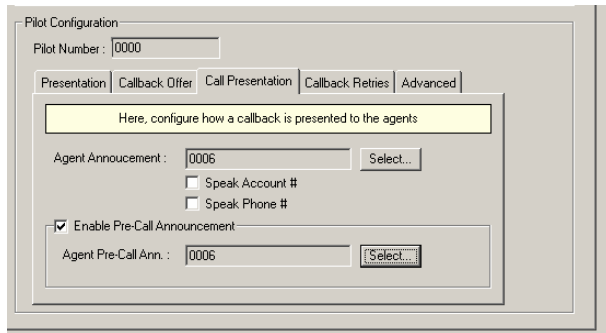 Pilot Configuration
Pilot Number : 0000
Presentation Callback Offer Call Presentation Callback Retries Advanced
Here, configure how a callback is presented to the agents
Agent Annoucement : 0006 Select...
Speak Account #
Speak Phone #
Enable Pre-Call Announcement
Agent Pre-Call Ann. : 0006 Select...